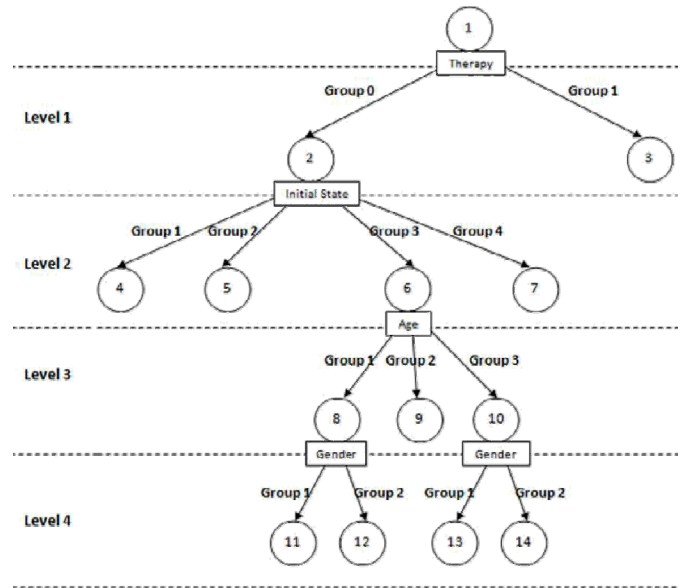 1
Therapy
Group 0
Group 1
Level 1
2
3
Initial State
Group 1
Group 2
Group 3
Group 4
Level 2
4
5
6
7
Age
Group 1
Group 2
Group 3
Level 3
8
9
10
Gender
Gender
Group 1
Group 2
Group 1
Group 2
Level 4
11
12
13
14